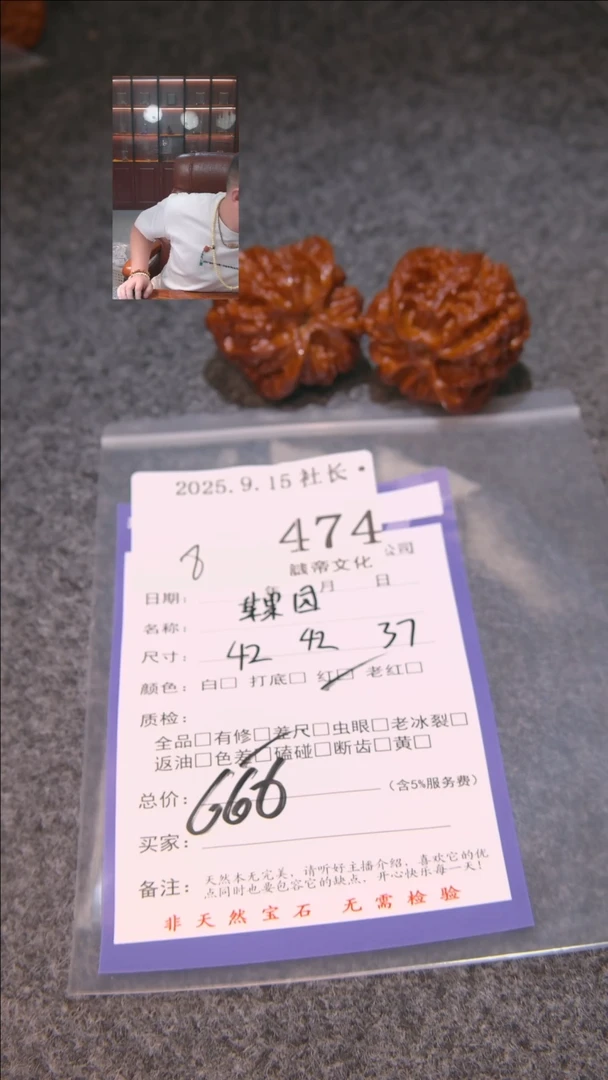 2025.9.15 社长
474
8
公司
諴帝文化
日期： 年 月 日
名称：
尺寸： 42 42 37
颜色：白□ 打底□ 红□ 老红□
质检：
全品□有修□差尺□虫眼□老冰裂□
返油□色差□磕碰□断齿□黄□
总价： 666 （含5%服务费）
买家：
备注： 天然本无完美，请听好主播介绍，喜欢它的优
点同时也要包容它的缺点，开心快乐每一天！
非天然宝石 无需检验